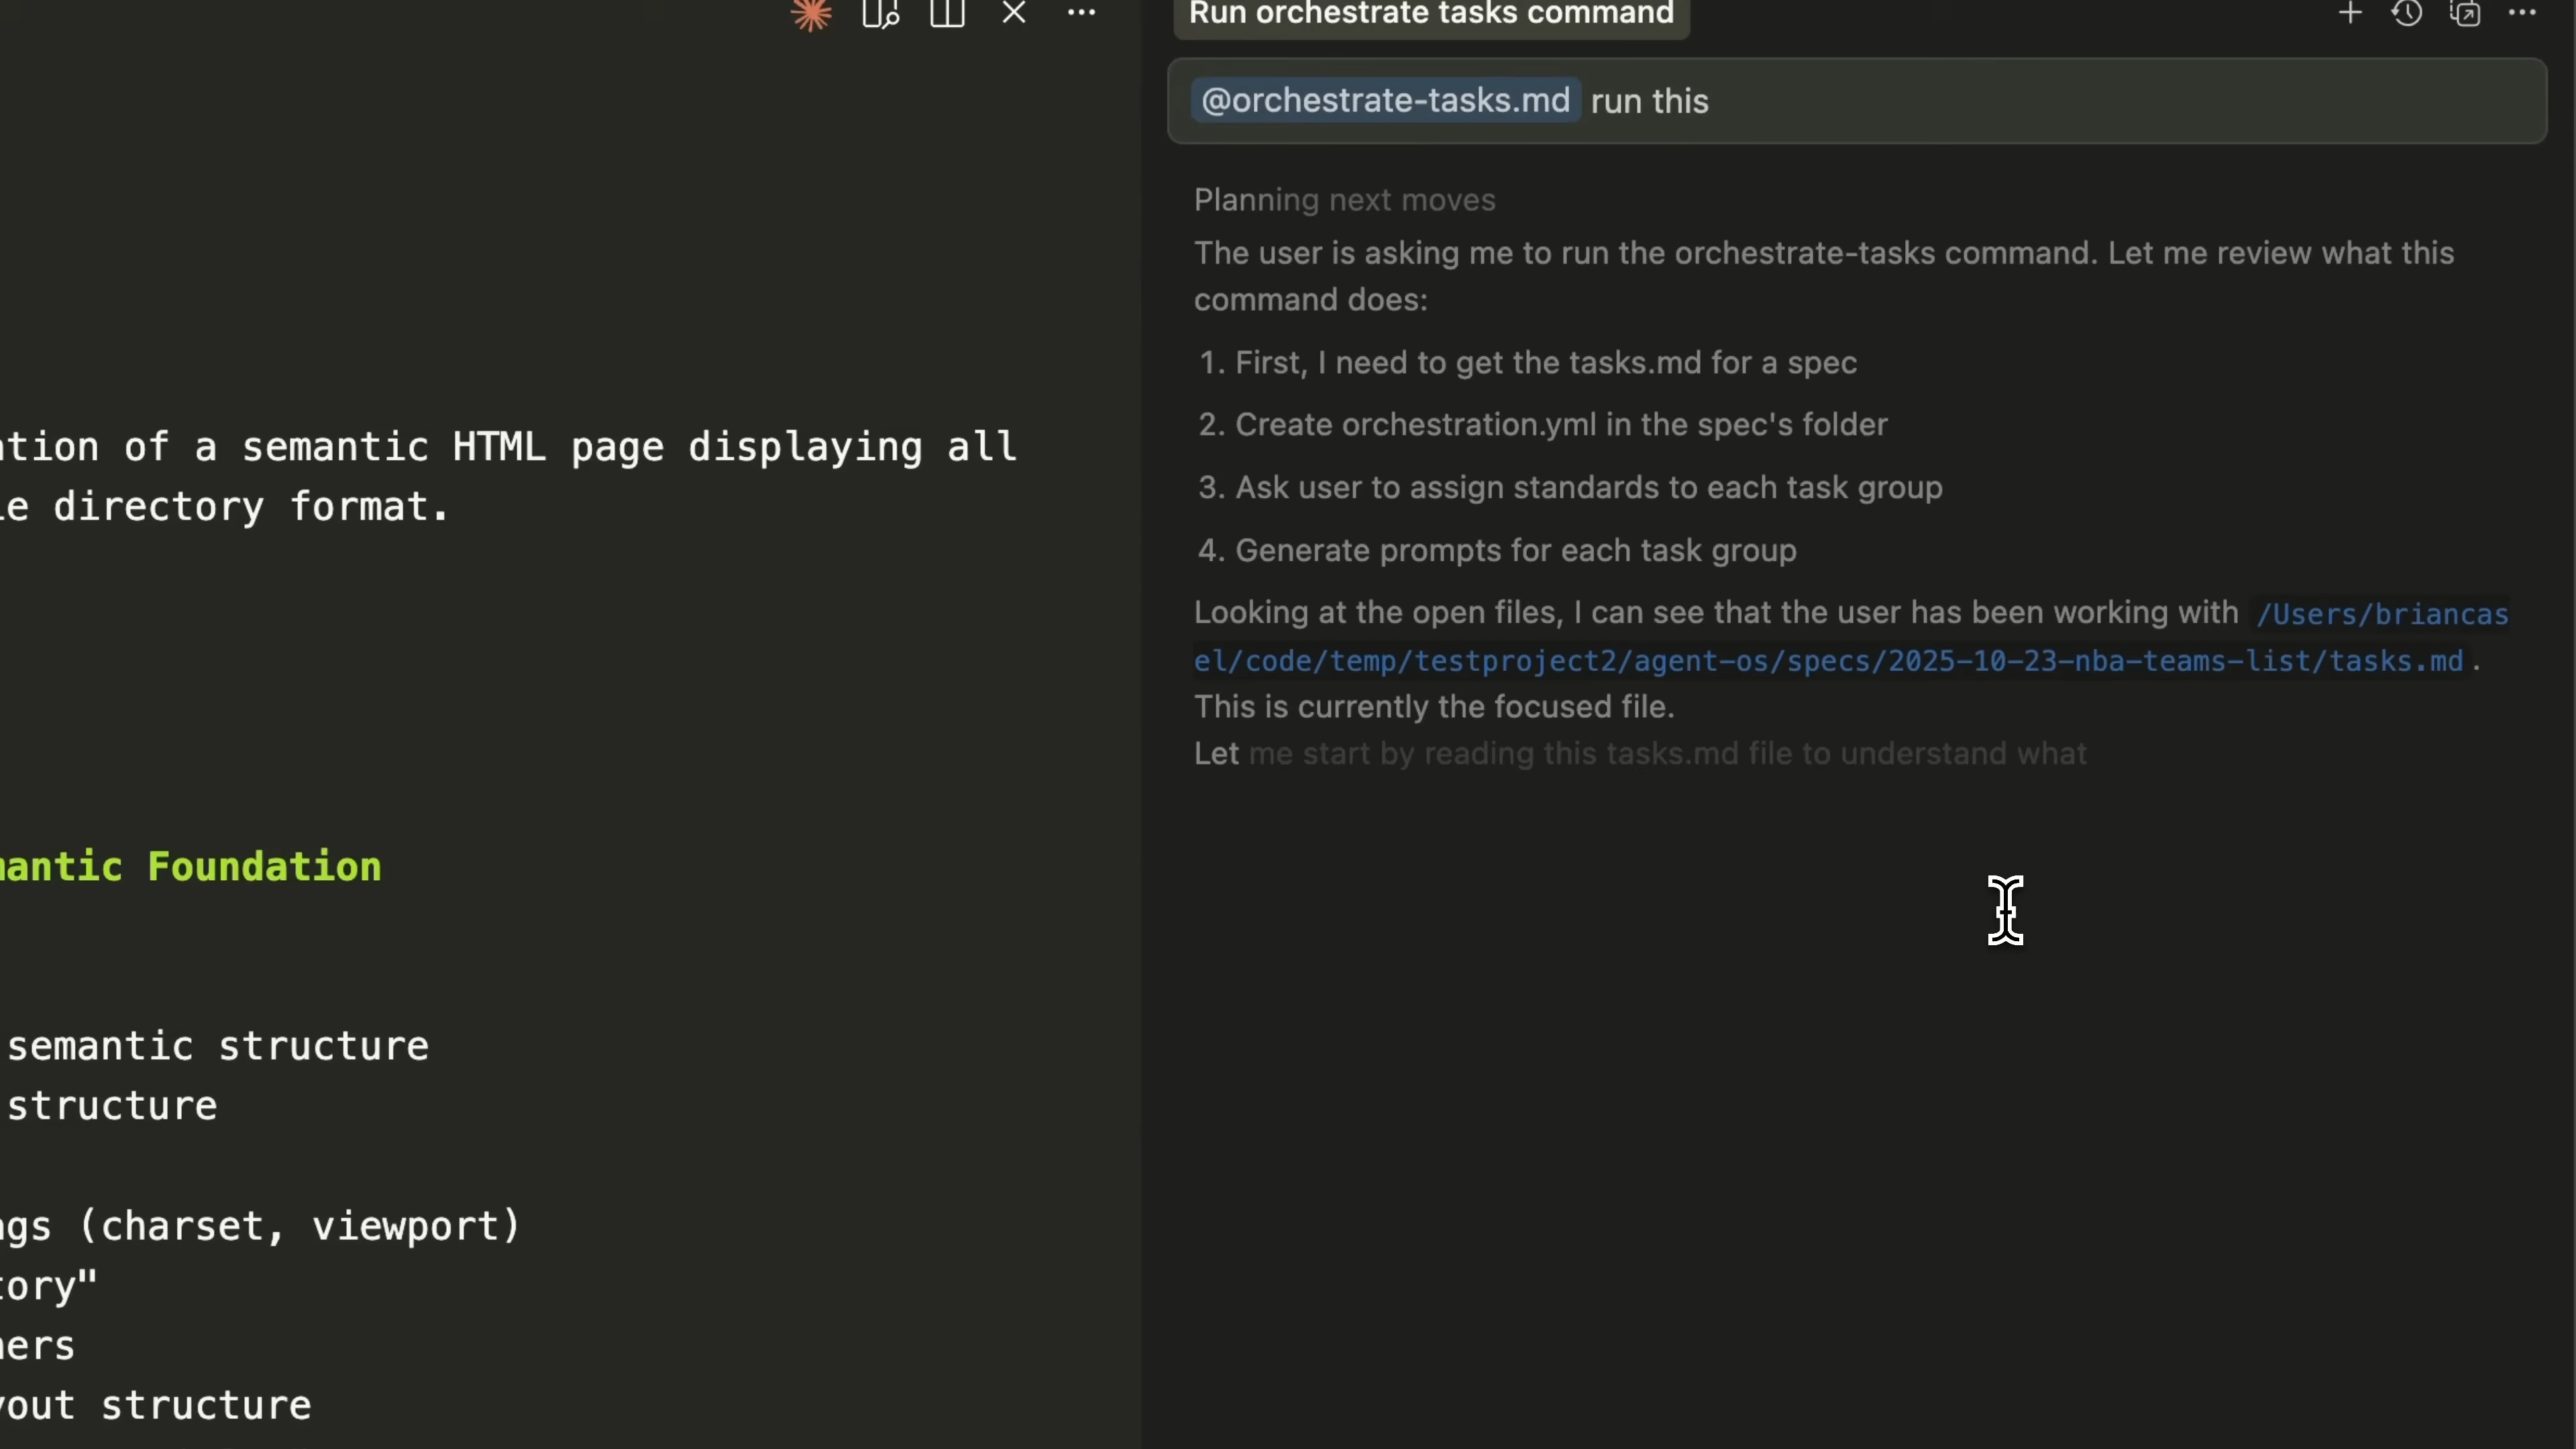 Run orchestrate tasks command
@orchestrate-tasks.md run this
Planning next moves
The user is asking me to run the orchestrate-tasks command. Let me review what this
command does:
1. First, I need to get the tasks.md for a spec
2. Create orchestration.yml in the spec's folder
3. Ask user to assign standards to each task group
4. Generate prompts for each task group
Looking at the open files, I can see that the user has been working with /Users/briancas
el/code/temp/testproject2/agent-os/specs/2025-10-23-nba-teams-list/tasks.md .
This is currently the focused file.
Let me start by reading this tasks.md file to understand what
of a semantic HTML page displaying all
directory format.
Foundation
semantic structure
structure
(charset, viewport)
structure